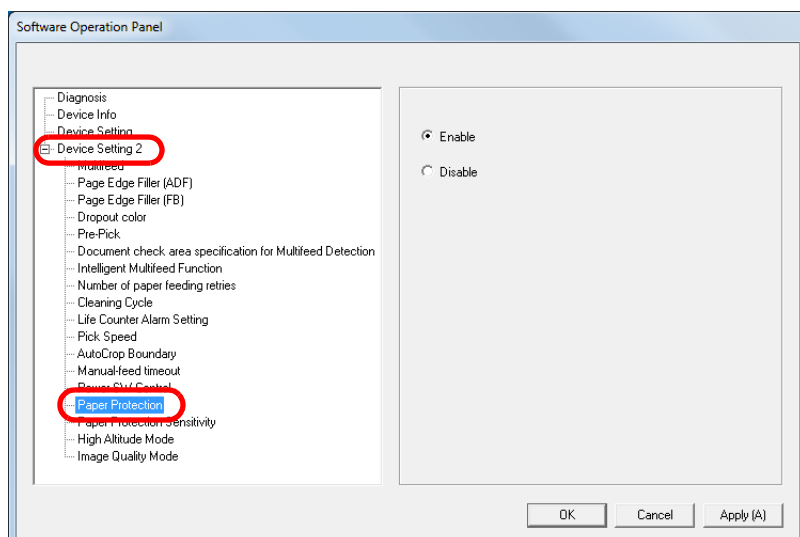 Software Operation Panel
Diagnosis
Device Info
Device Setting
Device Setting 2
Multifeed
Page Edge Filler (ADF)
Page Edge Filler (FB)
Dropout color
Pre-Pick
Document check area specification for Multifeed Detection
Intelligent Multifeed Function
Number of paper feeding retries
Cleaning Cycle
Life Counter Alarm Setting
Pick Speed
AutoCrop Boundary
Manual-feed timeout
Power SW Control
Paper Protection
Paper Protection Sensitivity
High Altitude Mode
Image Quality Mode
Enable
Disable
OK
Cancel
Apply (A)